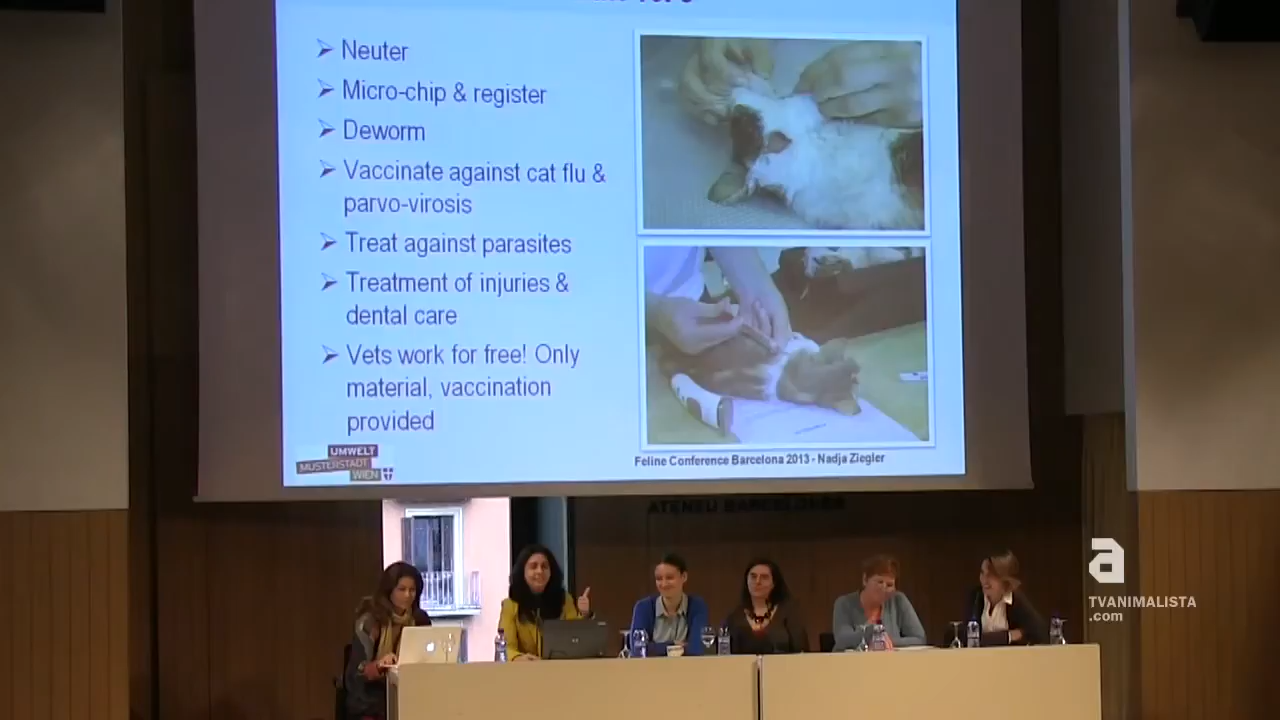 ➢ Neuter
➢ Micro-chip & register
➢ Deworm
➢ Vaccinate against cat flu &
parvo-virosis
➢ Treat against parasites
➢ Treatment of injuries &
dental care
➢ Vets work for free! Only
material, vaccination
provided
UMWELT
MUSTERSTADT
WIEN
Feline Conference Barcelona 2013 - Nadja Ziegler
ATENEU BARCELONÈS
a
TVANIMALISTA
.com